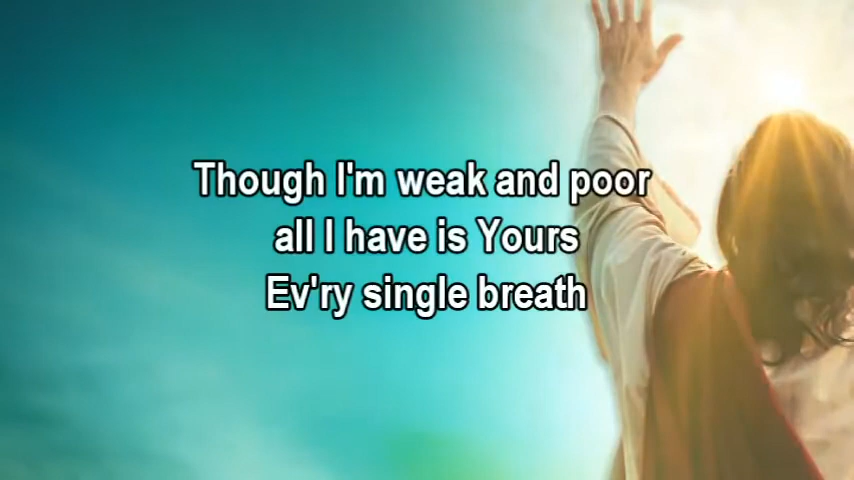 Though I'm weak and poor
all I have is Yours
Ev'ry single breath